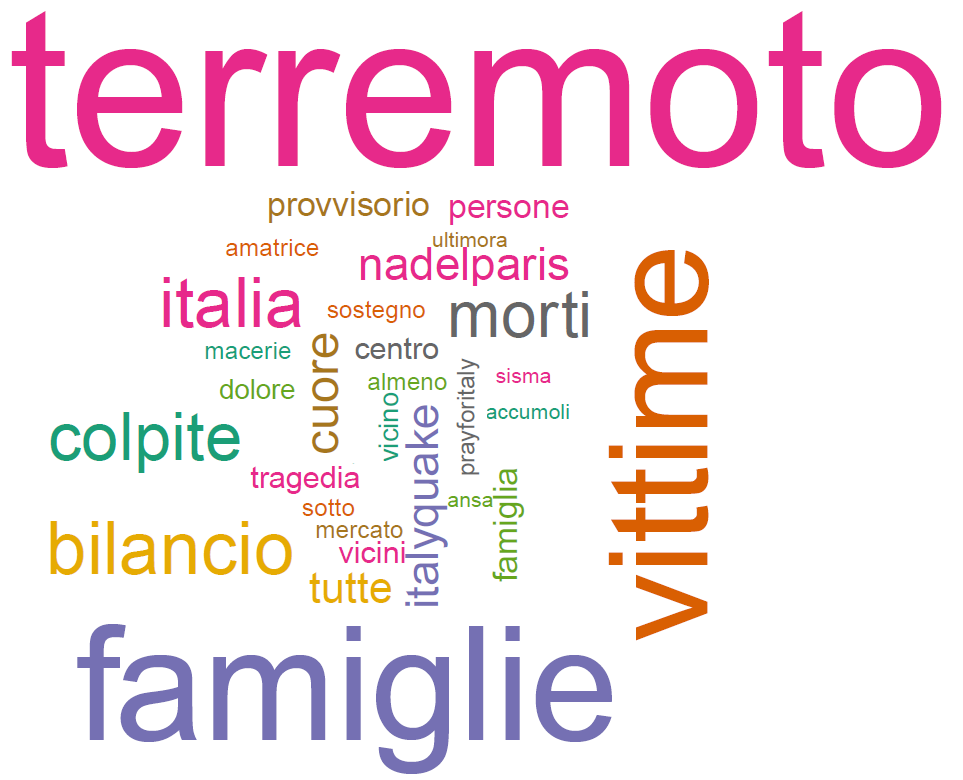 terremoto
provvisorio
persone
ultimora
amatrice
nadelparis
italia
sostegno
morti
vittime
cuore
centro
macerie
almeno
prayforitaly
sisma
dolore
vicino
accumoli
colpite
italyquake
tragedia
ansa
famiglia
sotto
mercato
bilancio
vicini
tutte
famiglie